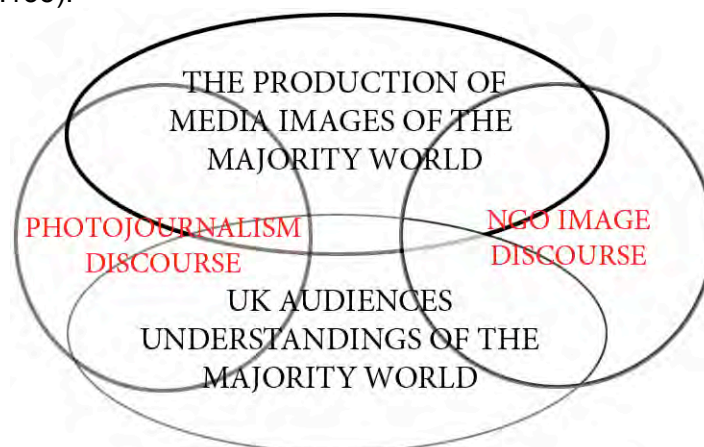 THE PRODUCTION OF
MEDIA IMAGES OF THE
MAJORITY WORLD
PHOTOJOURNALISM
DISCOURSE
NGO IMAGE
DISCOURSE
UK AUDIENCES
UNDERSTANDINGS OF THE
MAJORITY WORLD